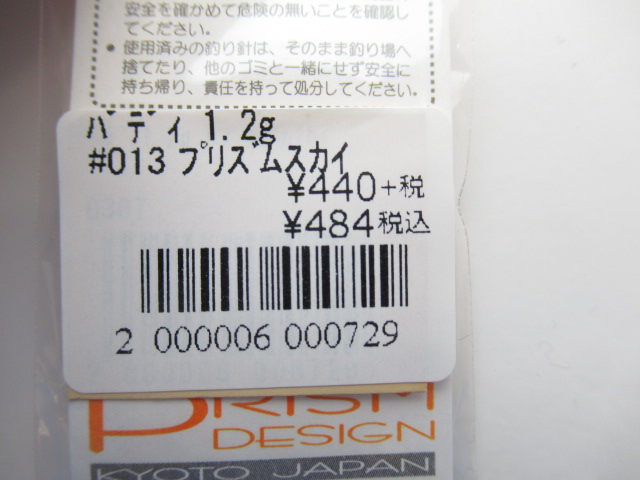 安全を確かめて危険の無いことを確認し
てください。
● 使用済みの釣り針は、そのまま釣り場へ
捨てたり、他のゴミと一緒にせず安全に
持ち帰り、責任を持って処分してください。
バディ 1.2g
#013 プリズムスカイ
¥440+税
¥484税込
2 000006 000729
PRISM
DESIGN
KYOTO JAPAN